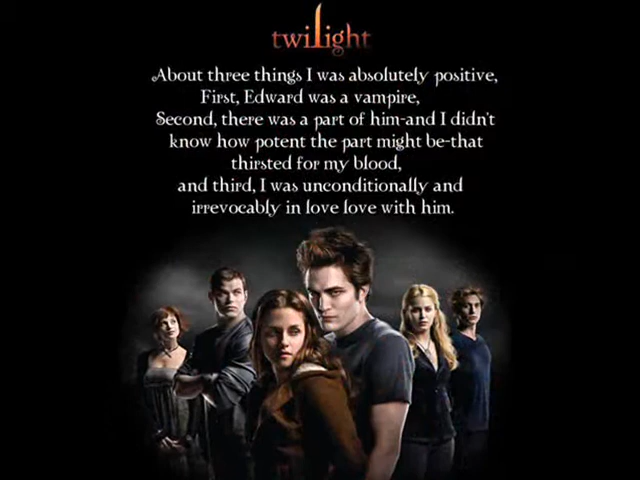 twilight
About three things I was absolutely positive,
First, Edward was a vampire,
Second, there was a part of him-and I didn't
know how potent the part might be-that
thirsted for my blood,
and third, I was unconditionally and
irrevocably in love love with him.